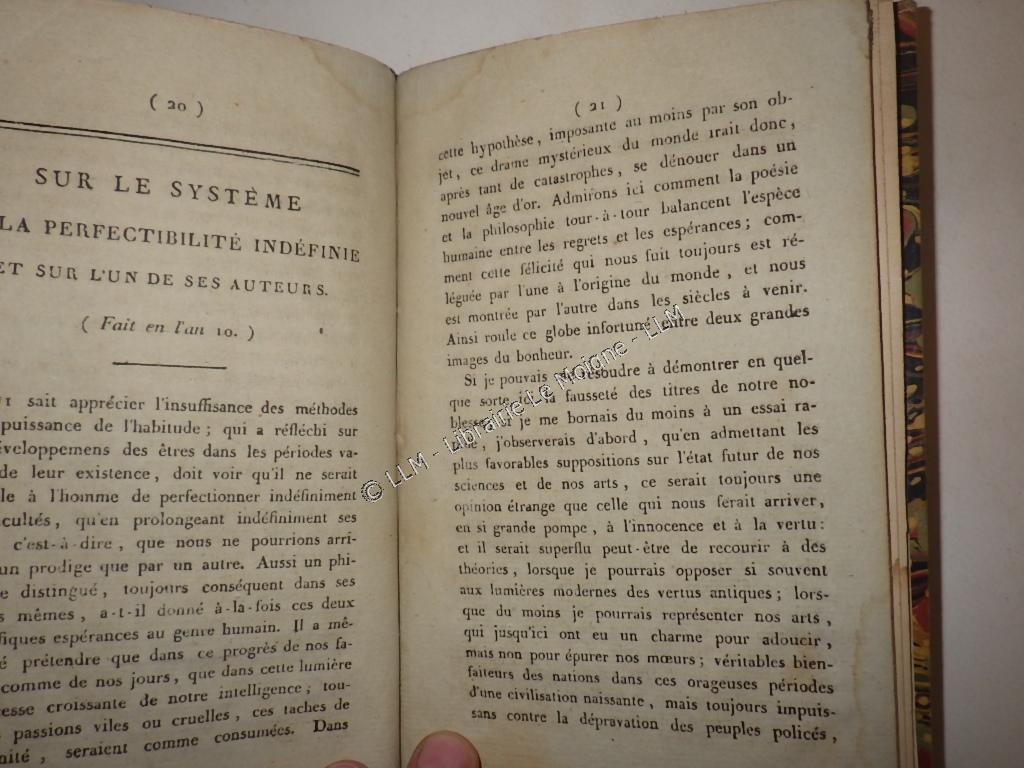 ( 20 )
SUR LE SYSTÈME
LA PERFECTIBILITÉ INDÉFINIE
ET SUR L'UN DE SES AUTEURS.
( Fait en l'an 10. )
sait apprécier l'insuffisance des méthodes
puissance de l'habitude ; qui a réfléchi sur
éveloppemens des êtres dans les périodes va-
de leur existence, doit voir qu'il ne serait
le à l'homme de perfectionner indéfiniment
cultés, qu'en prolongeant indéfiniment ses
c'est-à-dire, que nous ne pourrions arri-
un prodige que par un autre. Aussi un phi-
e distingué, toujours conséquent dans ses
s mêmes, a-t-il donné à-la-fois ces deux
fiques espérances au genre humain. Il a mê-
é prétendre que dans ce progrès de nos fa-
comme de nos jours, que dans cette lumière
esse croissante de notre intelligence, tou-
passions viles ou cruelles, ces taches de
nité, seraient comme consumées. Dans
( 21 )
cette hypothèse, imposante au moins par son ob-
jet, ce drame mystérieux du monde irait donc,
après tant de catastrophes, se dénouer dans un
nouvel âge d'or. Admirons ici comment la poésie
et la philosophie tour-à-tour balancent l'espèce
humaine entre les regrets et les espérances ; com-
ment cette félicité qui nous fuit toujours est ré-
léguée par l'une à l'origine du monde, et nous
est montrée par l'autre dans les siècles à venir.
Ainsi roule ce globe infortuné entre deux grandes
images du bonheur.
Si je pouvais me résoudre à démontrer en quel-
que sorte ici la fausseté des titres de notre no-
blesse, si je me bornais du moins à un essai ra-
j'observerais d'abord, qu'en admettant les
plus favorables suppositions sur l'état futur de nos
sciences et de nos arts, ce serait toujours une
opinion étrange que celle qui nous ferait arriver,
en si grande pompe, à l'innocence et à la vertu :
et il serait superflu peut-être de recourir à des
théories, lorsque je pourrais opposer si souvent
aux lumières modernes des vertus antiques ; lors-
que du moins je pourrais représenter nos arts,
qui jusqu'ici ont eu un charme pour adoucir,
mais non pour épurer nos mœurs ; véritables bien-
faiteurs des nations dans ces orageuses périodes
d'une civilisation naissante, mais toujours impuis-
sans contre la dépravation des peuples policés,
© LLM - Librairie Le Moigne - LLM